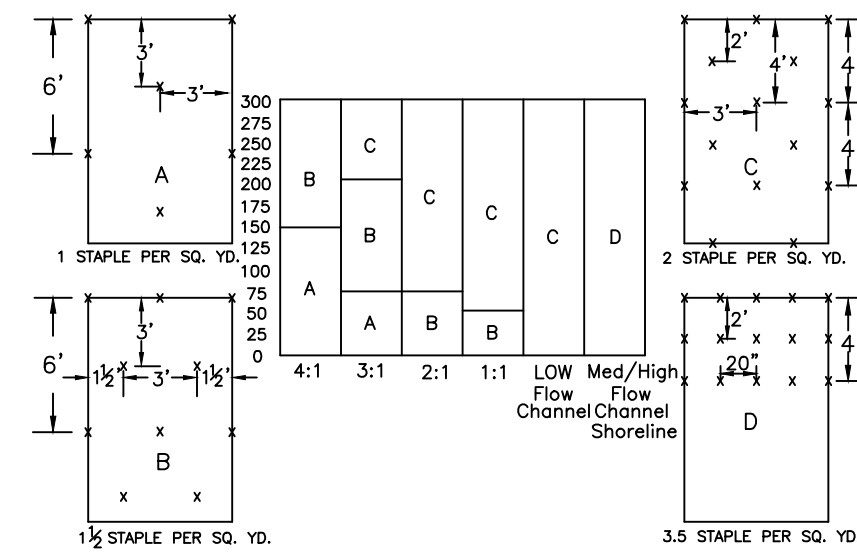 6'
3'
3'
A
1 STAPLE PER SQ. YD.
6'
3'
1½' 3' 1½'
B
1½ STAPLE PER SQ. YD.
300
275
250
225
200
175
150
125
100
75
50
25
0
B
A
C
B
A
C
B
C
B
C
D
4:1 3:1 2:1 1:1 LOW Med/High
Flow Flow
Channel Channel
Shoreline
2'
4'
4
3'
4
C
2 STAPLE PER SQ. YD.
2'
4
20"
D
3.5 STAPLE PER SQ. YD